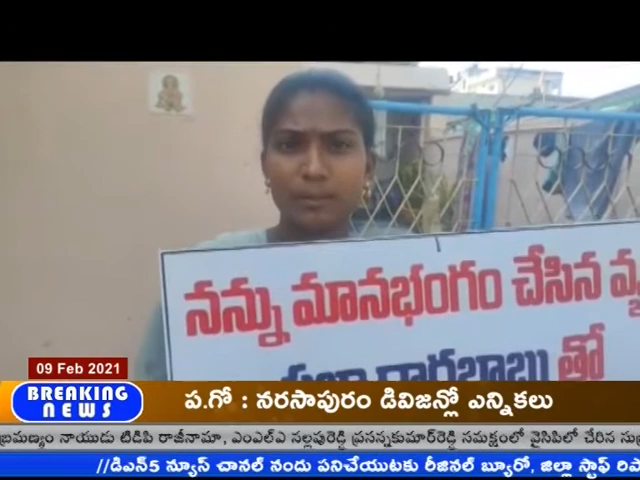 నన్ను మానభంగం చేసిన
తో
09 Feb 2021
BREAKING
NEWS
ప.గో : నరసాపురం డివిజన్లో ఎన్నికలు
నాయుడు టిడిపి రాజీనామా, ఎంఎల్ఏ నల్లపురెడ్డి ప్రసన్నకుమార్‌రెడ్డి సమక్షంలో వైసిపిలో చేరిన
//డిఎన్5 న్యూస్ చానల్ నందు పనిచేయుటకు రీజినల్ బ్యూరో, జిల్లా స్టాఫ్